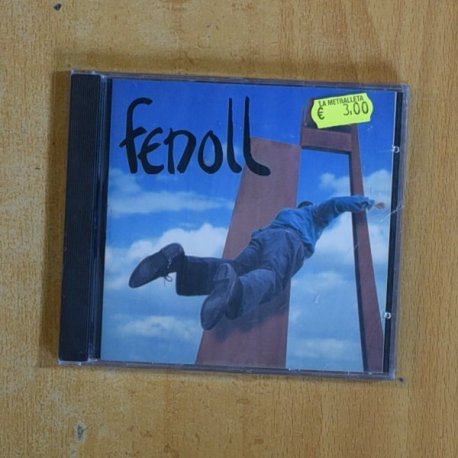 LA METRALLETA
€ 3,00
FENOLL